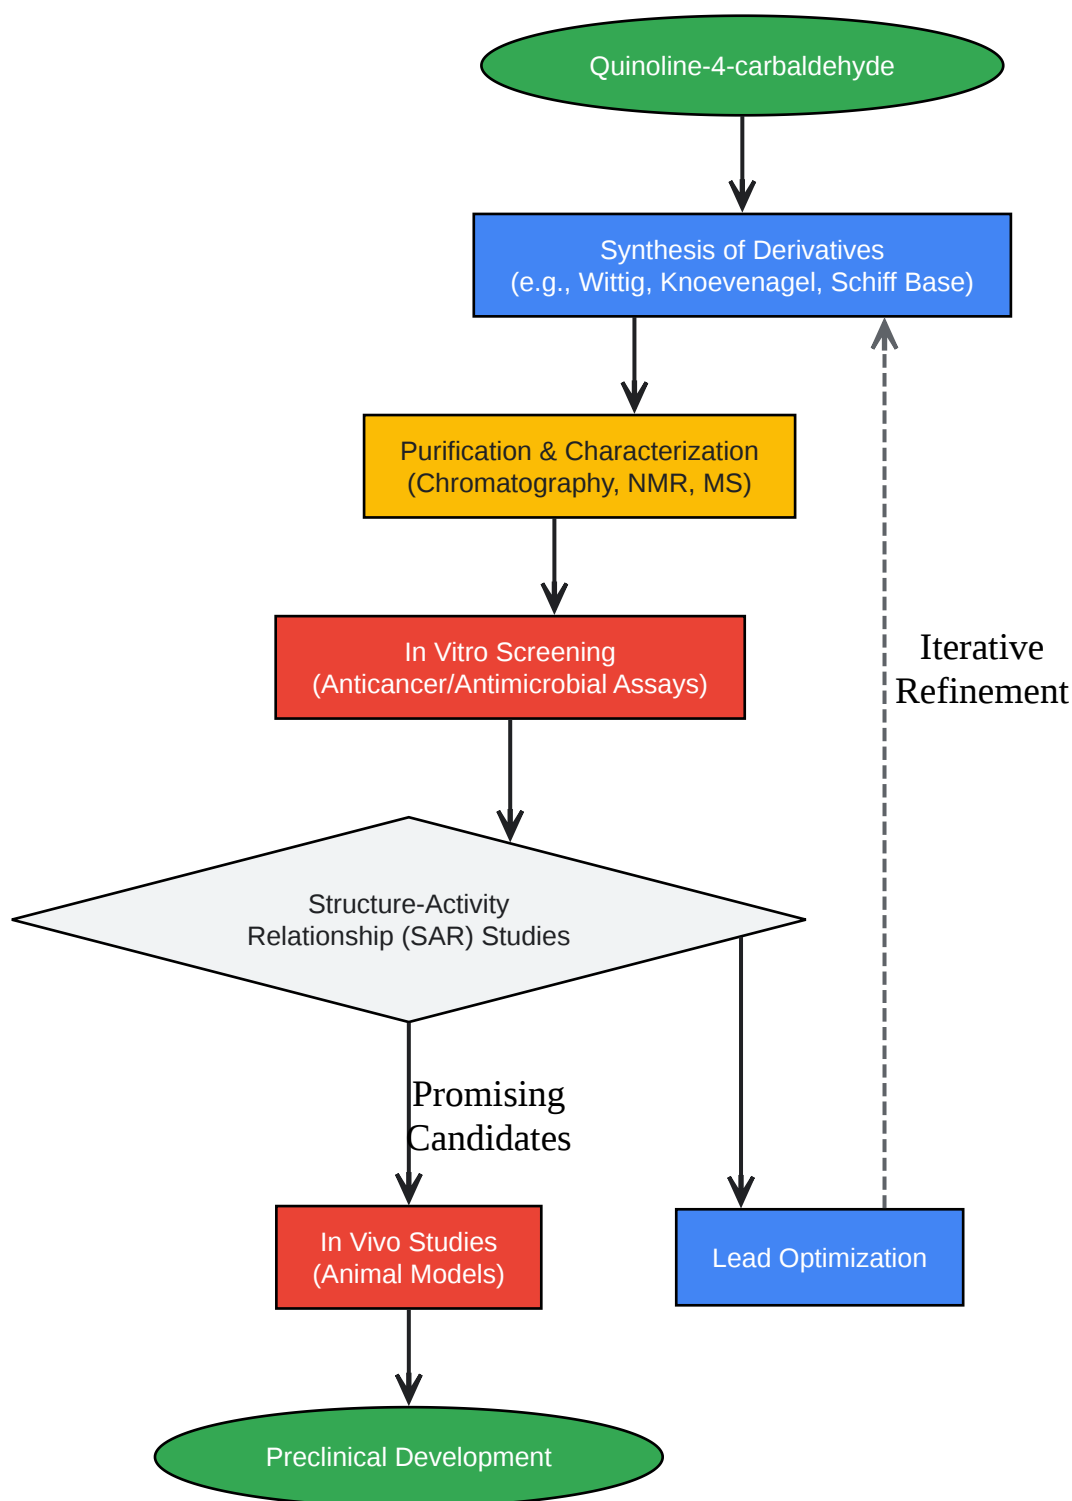 Quinoline-4-carbaldehyde
Synthesis of Derivatives
(e.g., Wittig, Knoevenagel, Schiff Base)
Purification & Characterization
(Chromatography, NMR, MS)
In Vitro Screening
(Anticancer/Antimicrobial Assays)
Iterative
Refinement
Structure-Activity
Relationship (SAR) Studies
Promising
Candidates
In Vivo Studies
(Animal Models)
Lead Optimization
Preclinical Development